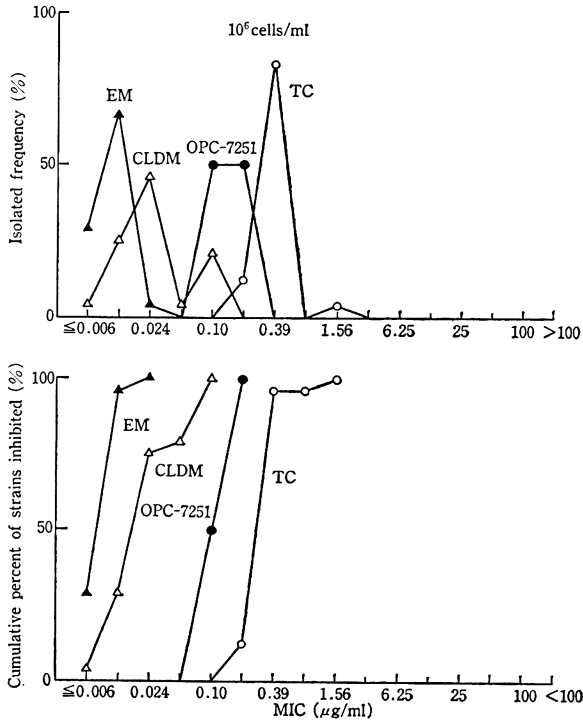 100
10⁶cells/ml
TC
EM
CLDM
OPC-7251
50
0
Isolated frequency (%)
≦0.006 0.024 0.10 0.39 1.56 6.25 25 100 >100
100
EM
CLDM
OPC-7251
TC
50
0
Cumulative percent of strains inhibited (%)
≦0.006 0.024 0.10 0.39 1.56 6.25 25 100 <100
MIC (μg/ml)